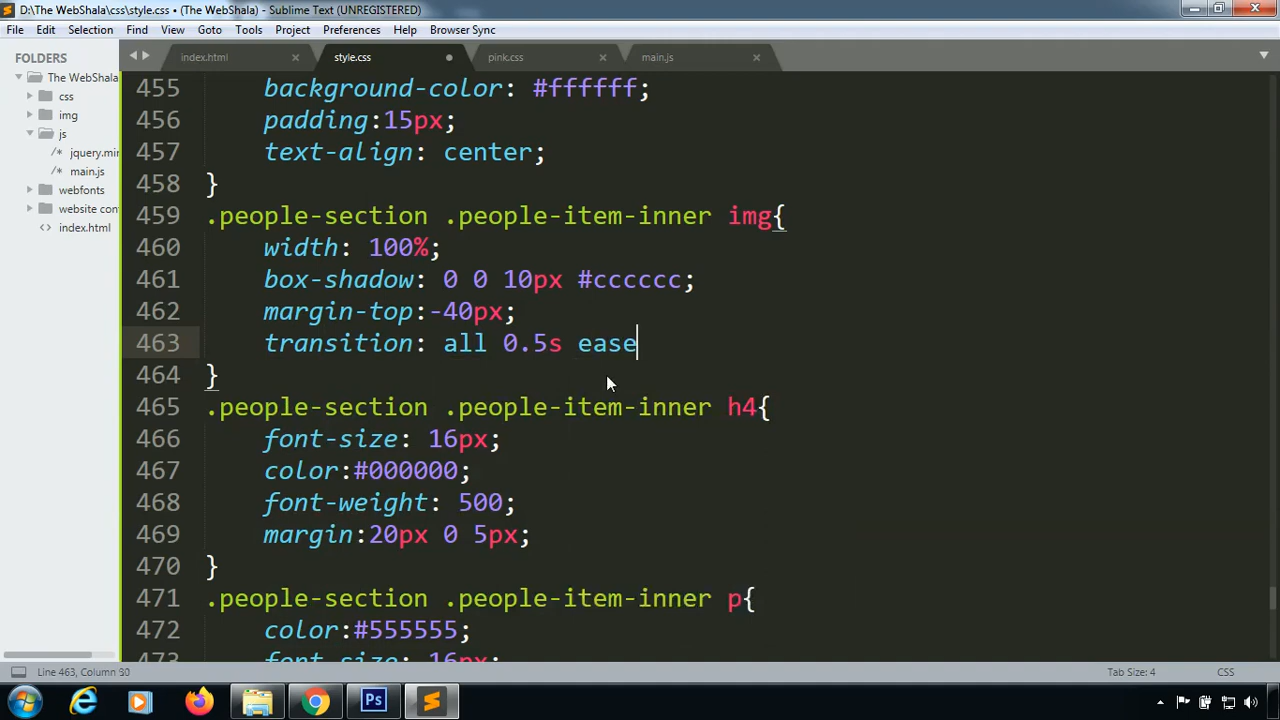 D:\The WebShala\css\style.css • (The WebShala) - Sublime Text (UNREGISTERED)
File Edit Selection Find View Goto Tools Project Preferences Help Browser Sync
FOLDERS
The WebShala
css
img
js
/* jquery.min
/* main.js
webfonts
website con
<> index.html
index.html style.css pink.css main.js
455 background-color: #ffffff;
456 padding:15px;
457 text-align: center;
458 }
459 .people-section .people-item-inner img{
460 width: 100%;
461 box-shadow: 0 0 10px #cccccc;
462 margin-top:-40px;
463 transition: all 0.5s ease
464 }
465 .people-section .people-item-inner h4{
466 font-size: 16px;
467 color:#000000;
468 font-weight: 500;
469 margin:20px 0 5px;
470 }
471 .people-section .people-item-inner p{
472 color:#555555;
473 font-size: 16px;
Line 463, Column 30 Tab Size: 4 CSS
Ps